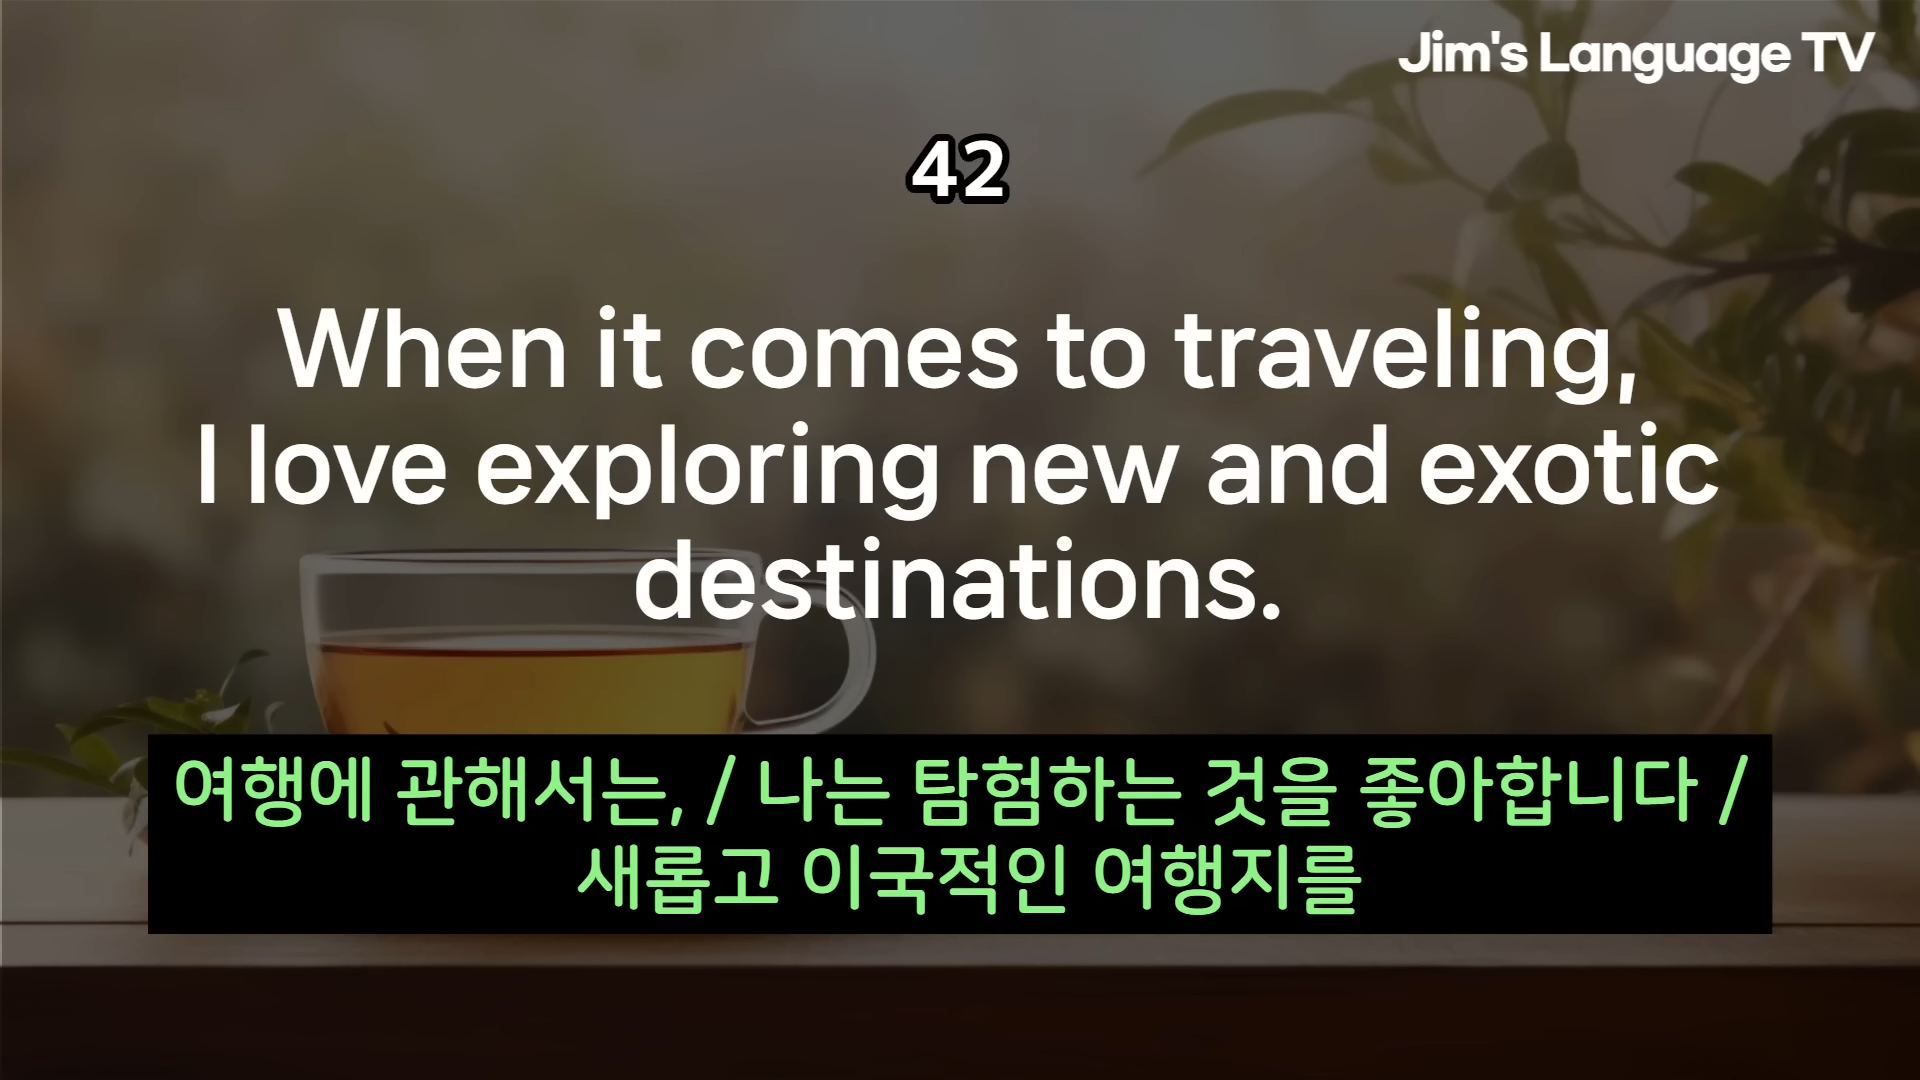 Jim's Language TV
42
When it comes to traveling,
I love exploring new and exotic
destinations.
여행에 관해서는, / 나는 탐험하는 것을 좋아합니다 /
새롭고 이국적인 여행지를